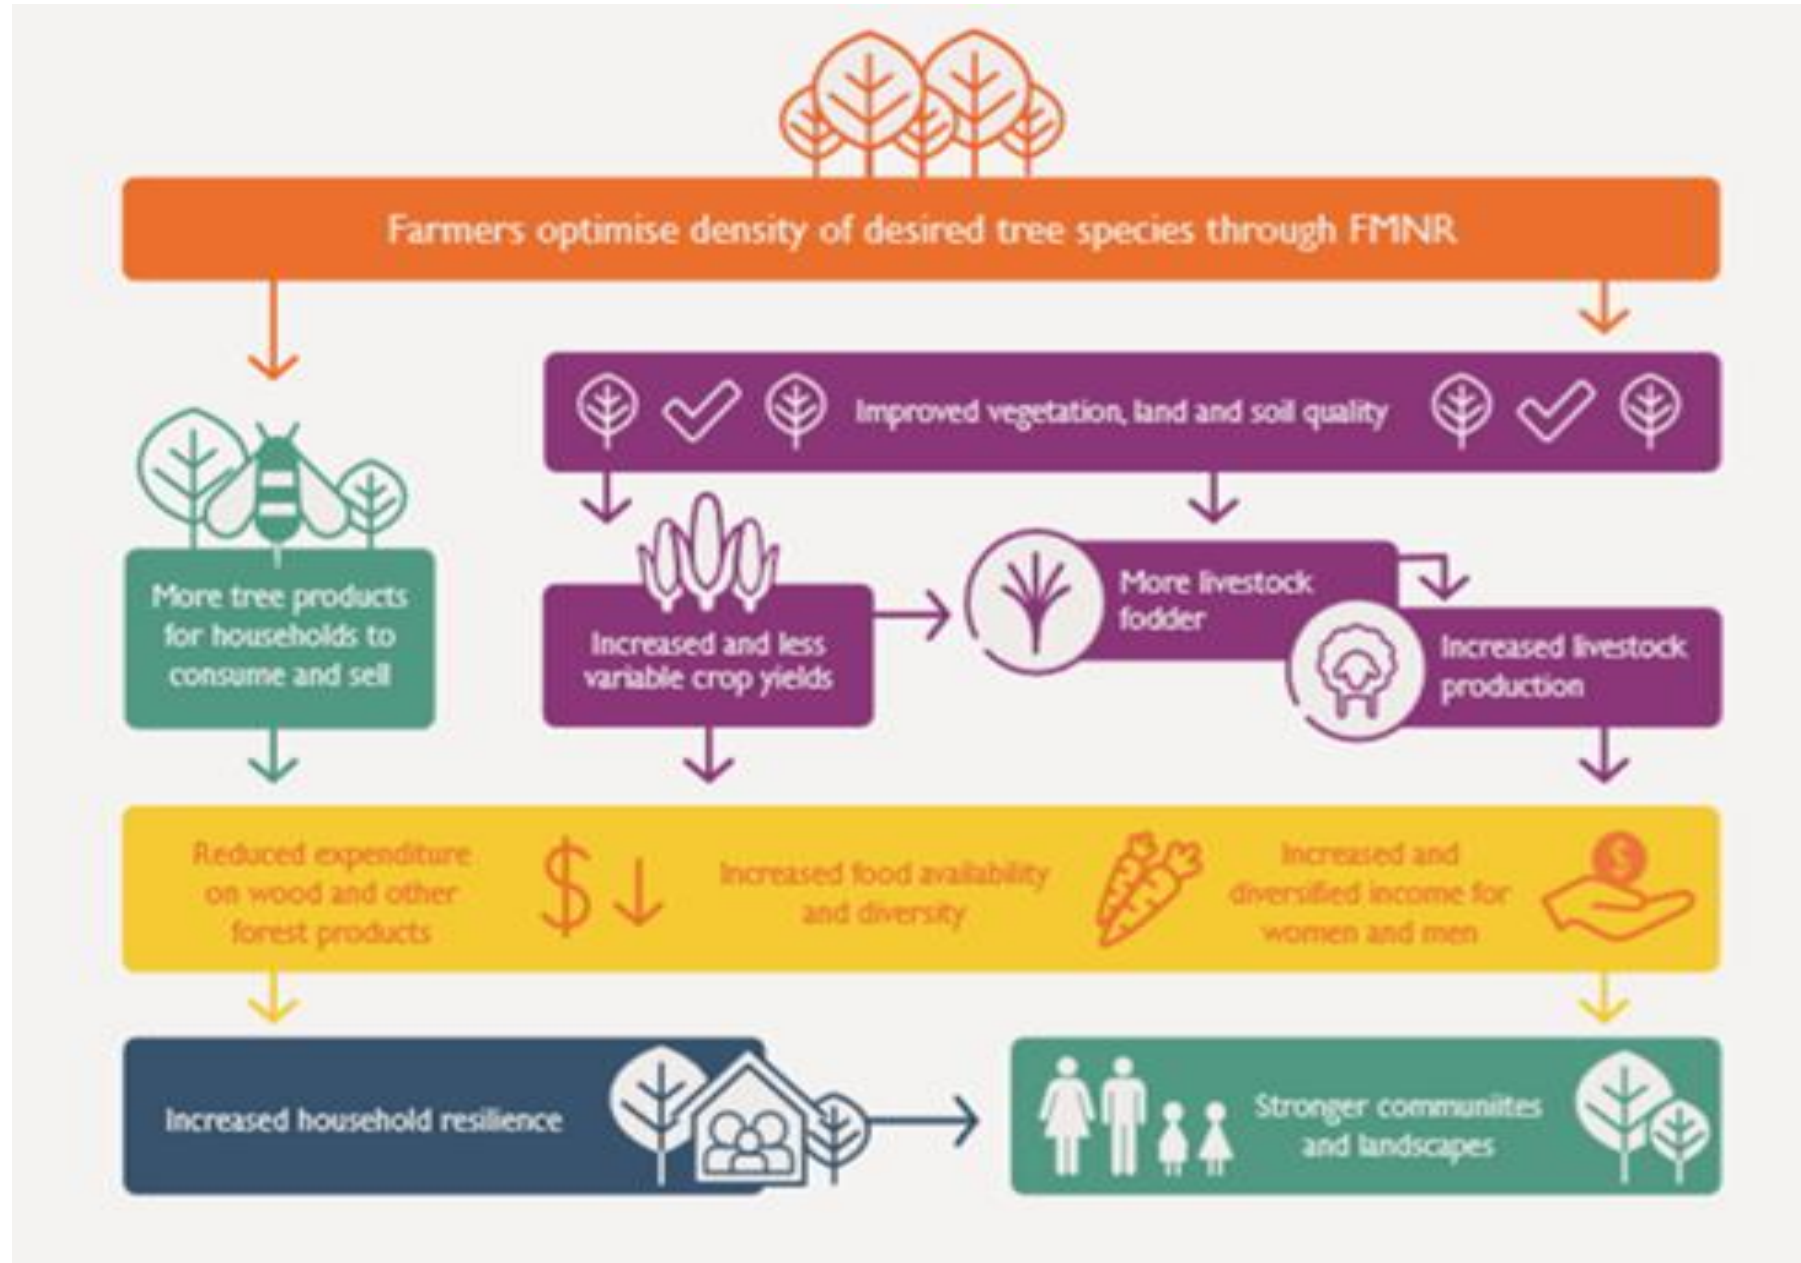 Farmers optimise density of desired tree species through FMNR
Improved vegetation, land and soil quality
More tree products
for households to
consume and sell
Increased and less
variable crop yields
More livestock
fodder
Increased livestock
production
Reduced expenditure
on wood and other
forest products
$
Increased food availability
and diversity
Increased and
diversified income for
women and men
$
Increased household resilience
Stronger communiites
and landscapes